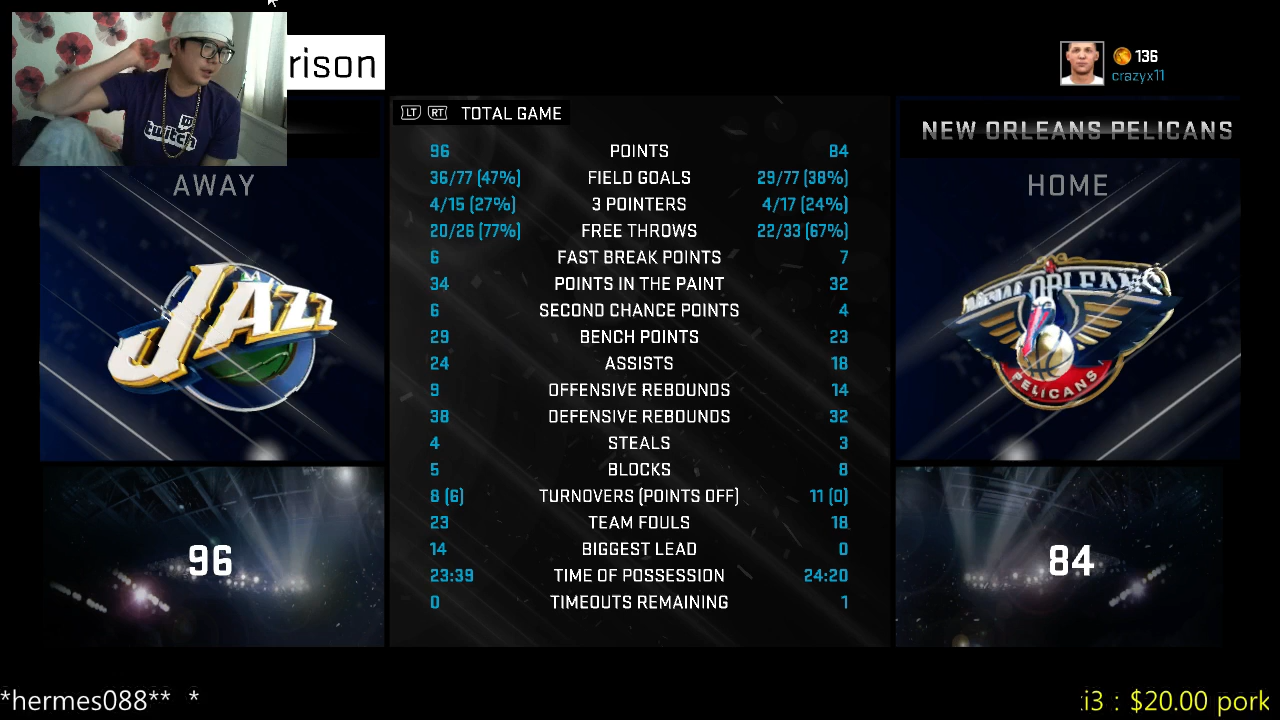 rison
136
crazyx11
twitch
LT RT TOTAL GAME
NEW ORLEANS PELICANS
AWAY
HOME
96 POINTS 84
36/77 (47%) FIELD GOALS 29/77 (38%)
4/15 (27%) 3 POINTERS 4/17 (24%)
20/26 (77%) FREE THROWS 22/33 (67%)
6 FAST BREAK POINTS 7
34 POINTS IN THE PAINT 32
6 SECOND CHANCE POINTS 4
29 BENCH POINTS 23
24 ASSISTS 18
9 OFFENSIVE REBOUNDS 14
38 DEFENSIVE REBOUNDS 32
4 STEALS 3
5 BLOCKS 8
8 (6) TURNOVERS (POINTS OFF) 11 (0)
23 TEAM FOULS 18
14 BIGGEST LEAD 0
23:39 TIME OF POSSESSION 24:20
0 TIMEOUTS REMAINING 1
JAZZ
NEW ORLEANS
PELICANS
96
84
*hermes088** *
i3 : $20.00 pork